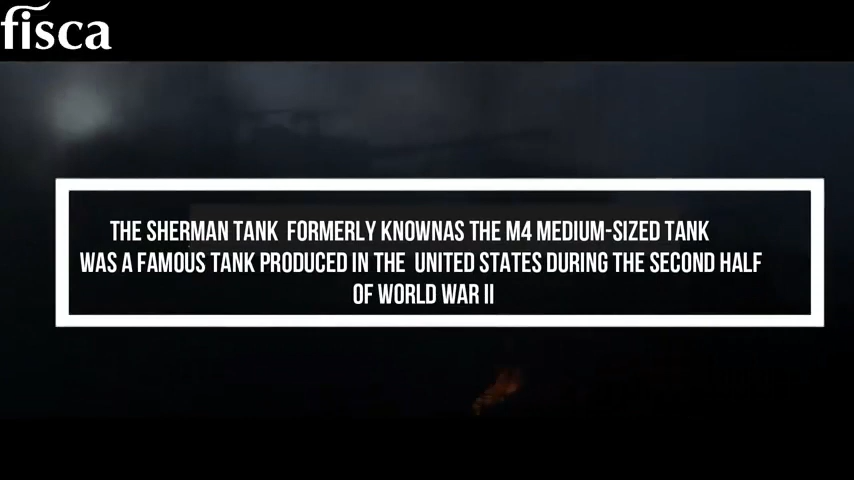 fisca
THE SHERMAN TANK FORMERLY KNOWNAS THE M4 MEDIUM-SIZED TANK
WAS A FAMOUS TANK PRODUCED IN THE UNITED STATES DURING THE SECOND HALF
OF WORLD WAR II